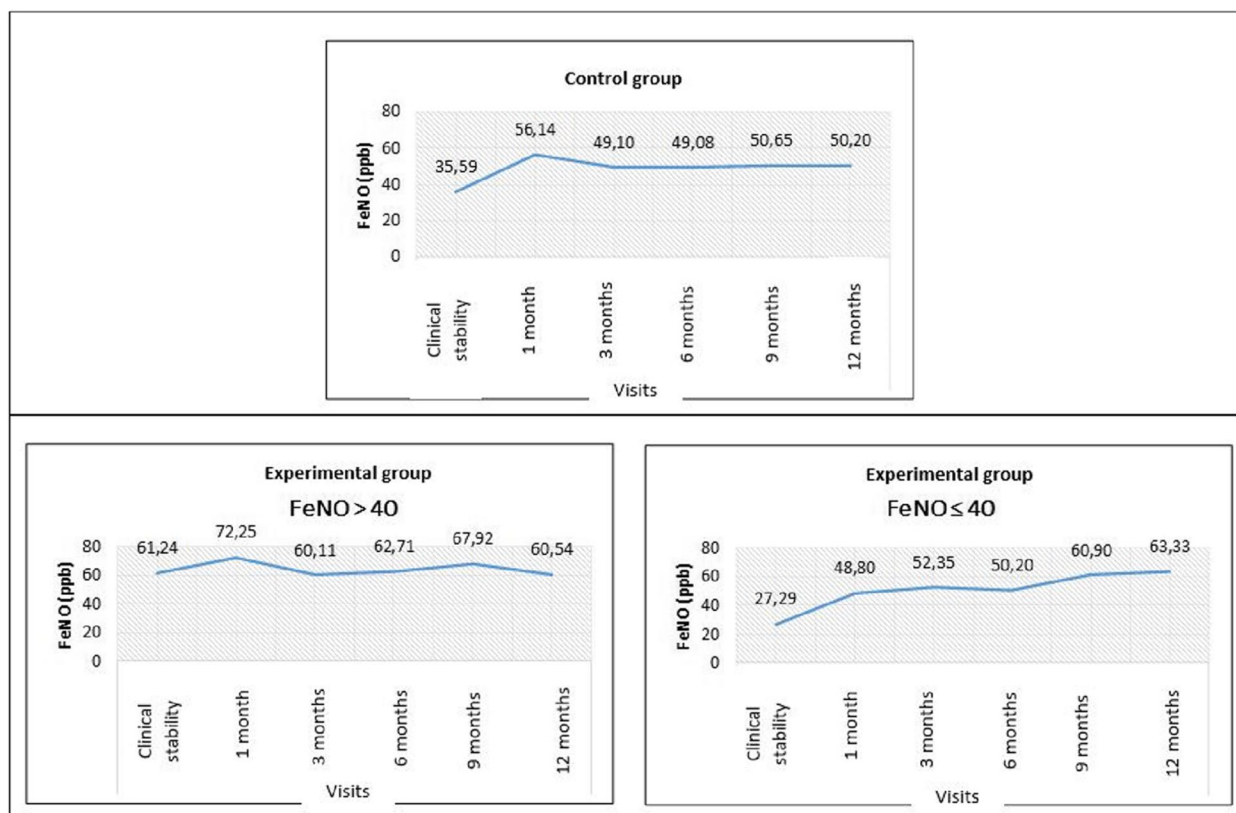 Control group
80
60
40
20
0
FeNO (ppb)
35,59
56,14
49,10
49,08
50,65
50,20
Clinical
stability
1 month
3 months
6 months
9 months
12 months
Visits
Experimental group
FeNO > 40
80
60
40
20
0
FeNO (ppb)
61,24
72,25
60,11
62,71
67,92
60,54
Clinical
stability
1 month
3 months
6 months
9 months
12 months
Visits
Experimental group
FeNO ≤ 40
80
60
40
20
0
FeNO (ppb)
27,29
48,80
52,35
50,20
60,90
63,33
Clinical
stability
1 month
3 months
6 months
9 months
12 months
Visits